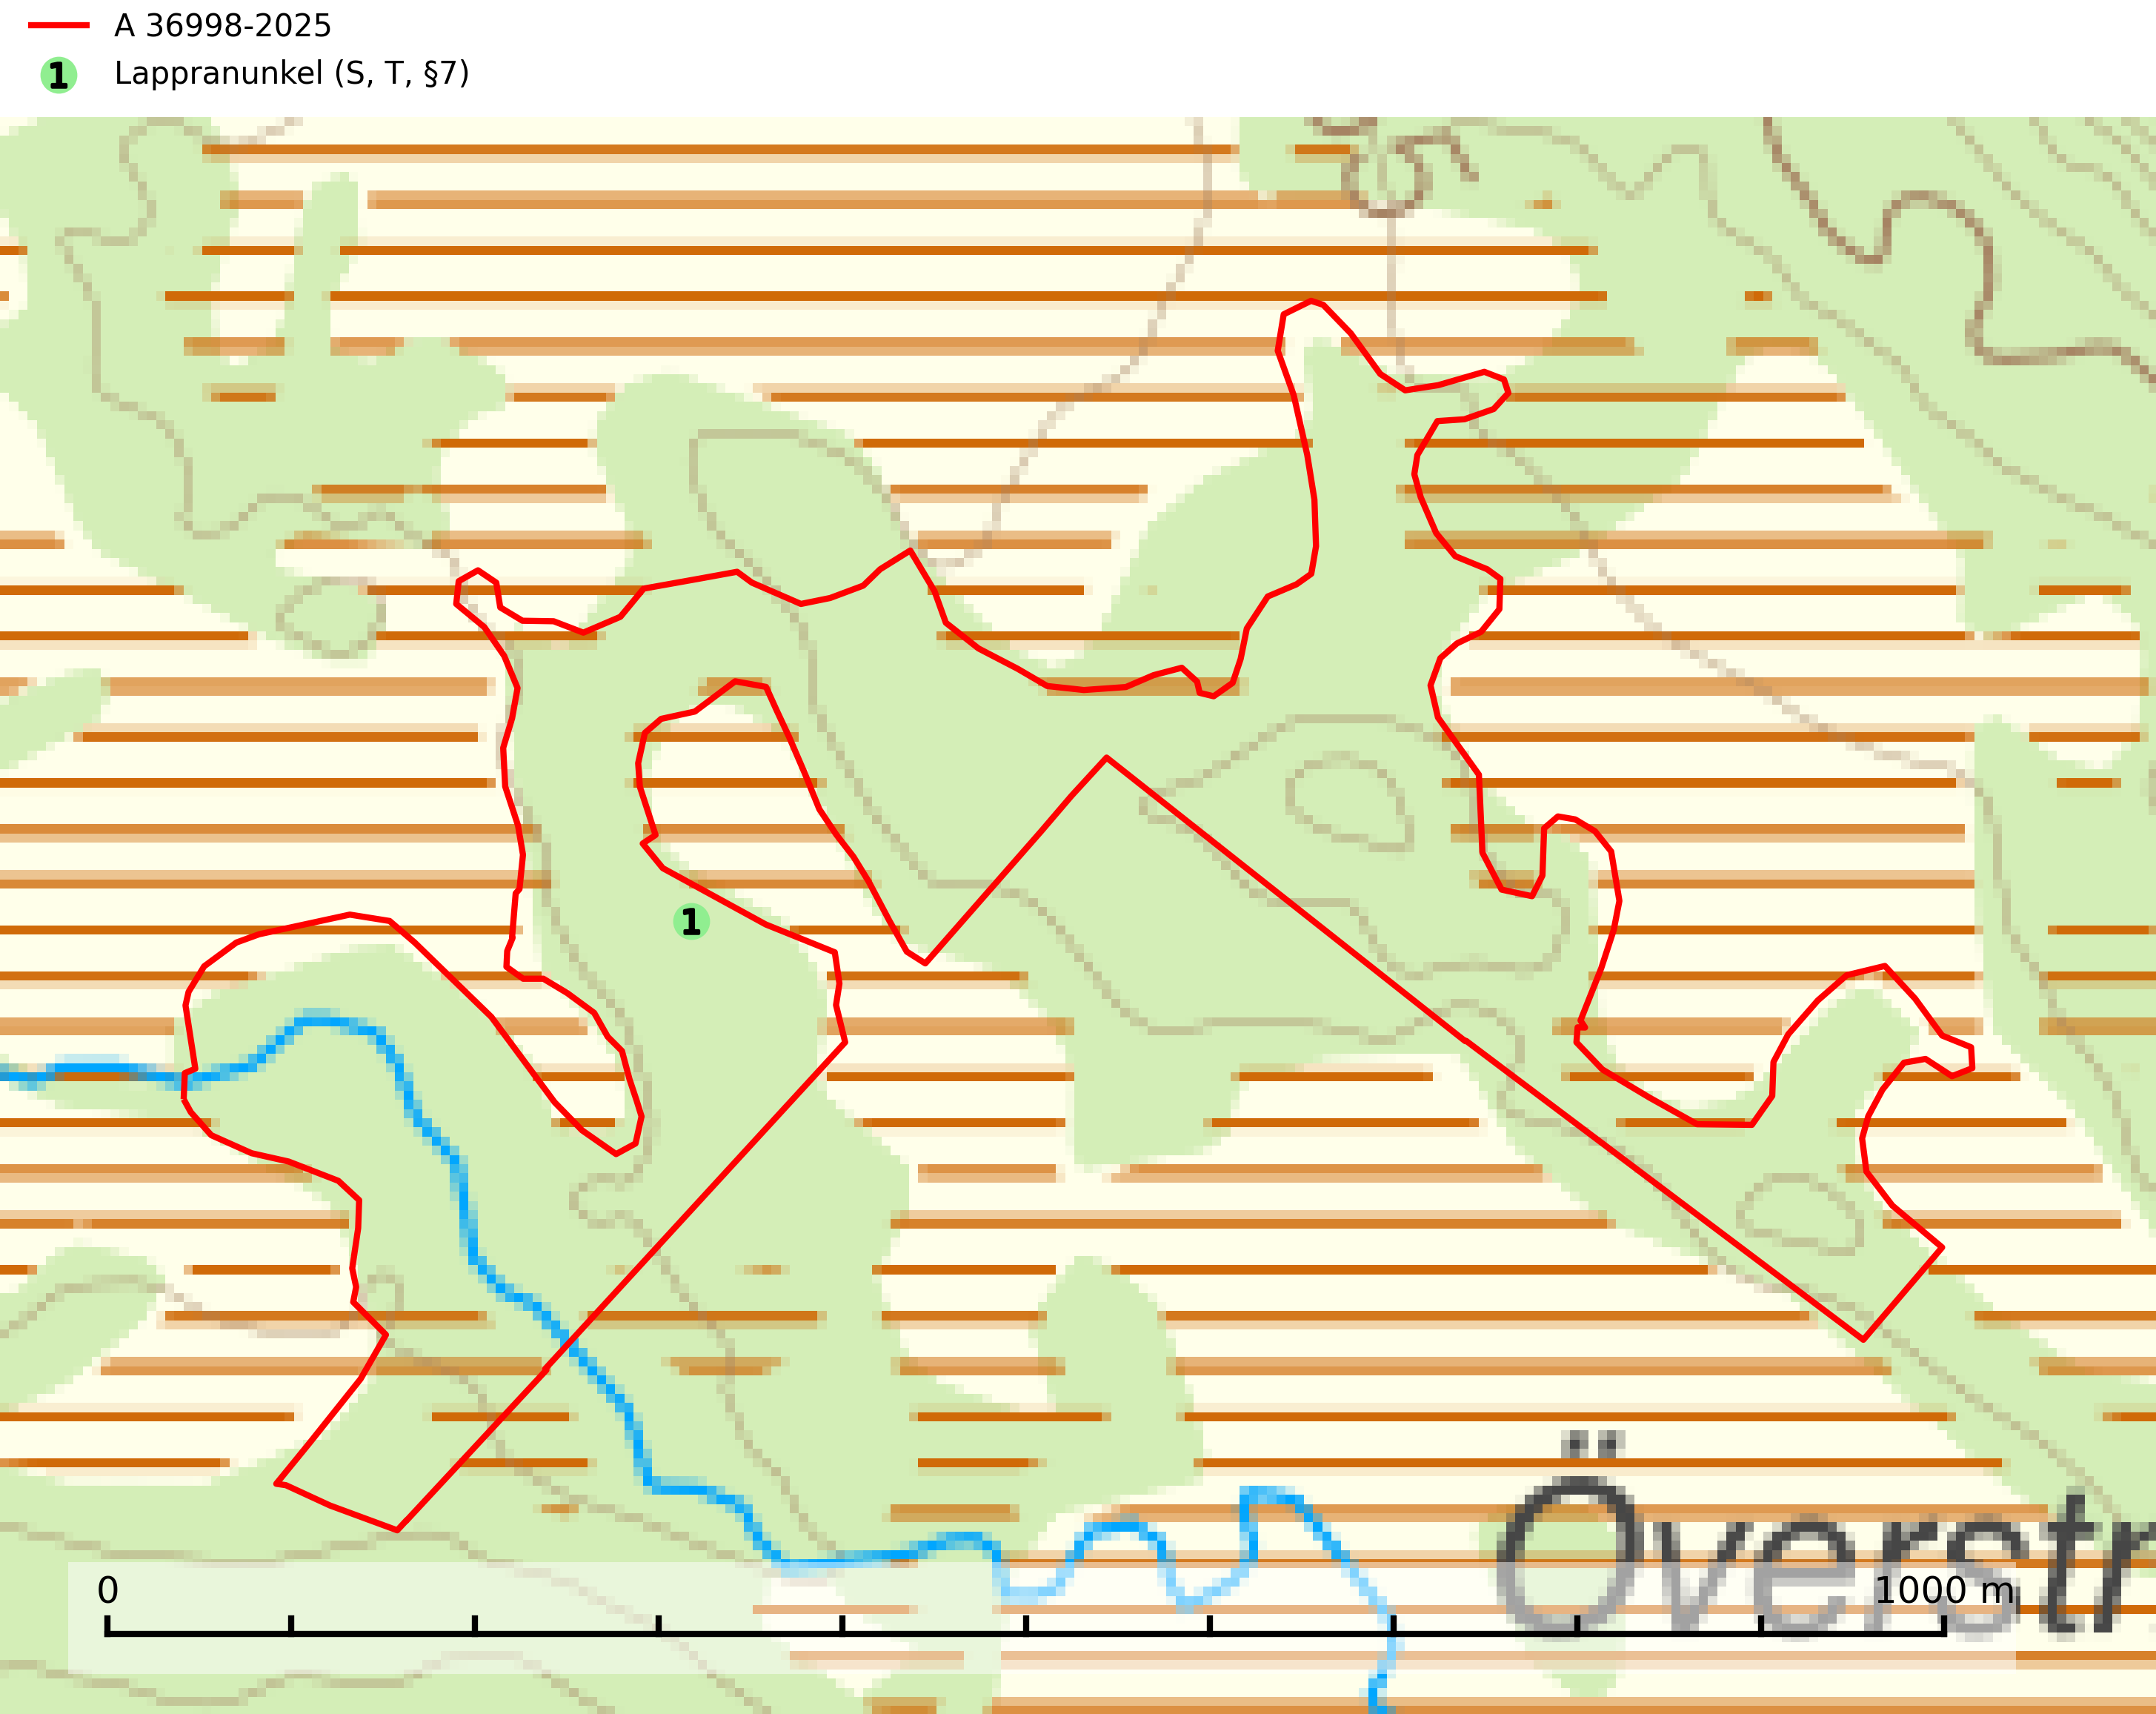 A 36998-2025
1 Lappranunkel (S, T, §7)
1
Överstr
0 1000 m